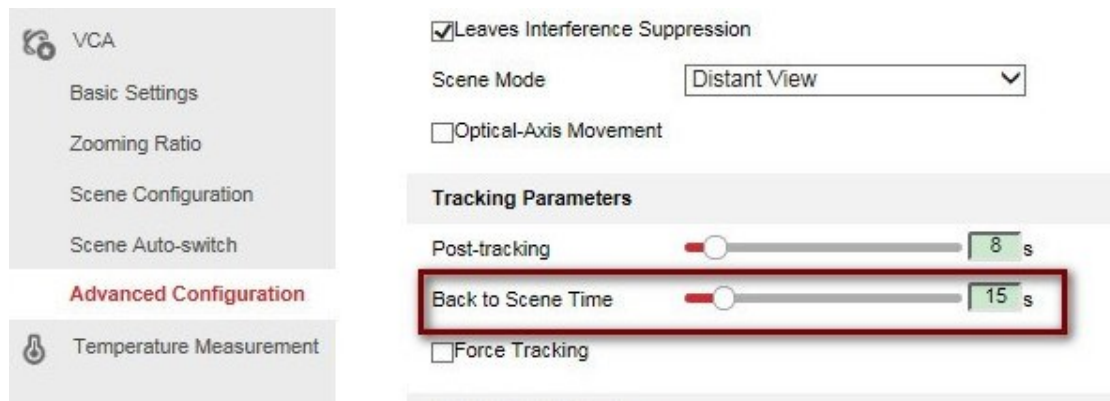 VCA
Basic Settings
Zooming Ratio
Scene Configuration
Scene Auto-switch
Advanced Configuration
Temperature Measurement
Leaves Interference Suppression
Scene Mode Distant View
Optical-Axis Movement
Tracking Parameters
Post-tracking 8 s
Back to Scene Time 15 s
Force Tracking